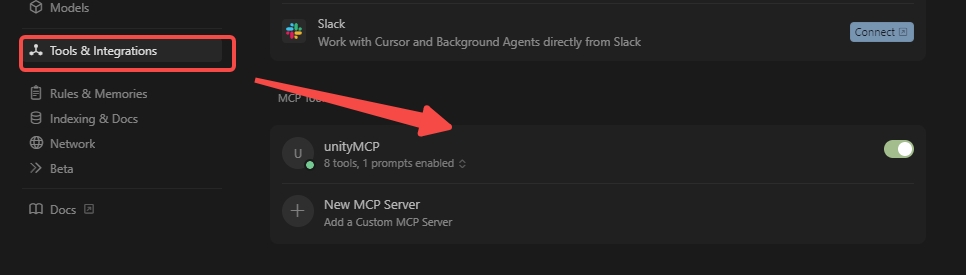 Models
Tools & Integrations
Rules & Memories
Indexing & Docs
Network
Beta
Docs
Slack
Work with Cursor and Background Agents directly from Slack
Connect
MCP
U
unityMCP
8 tools, 1 prompts enabled
New MCP Server
Add a Custom MCP Server